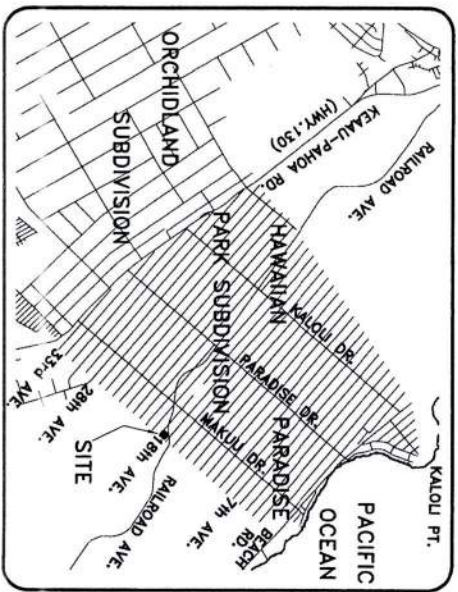 KALOLI PT.
PACIFIC
OCEAN
KEAAU-PAHOA RD.
(HWY.130)
RAILROAD AVE.
ORCHIDLAND
SUBDIVISION
HAWAIIAN
PARADISE
PARK SUBDIVISION
KALOLI DR.
PARADISE DR.
MAKUU DR.
BEACH
RD.
7th AVE.
RAILROAD AVE.
18th AVE.
SITE
28th AVE.
33rd AVE.